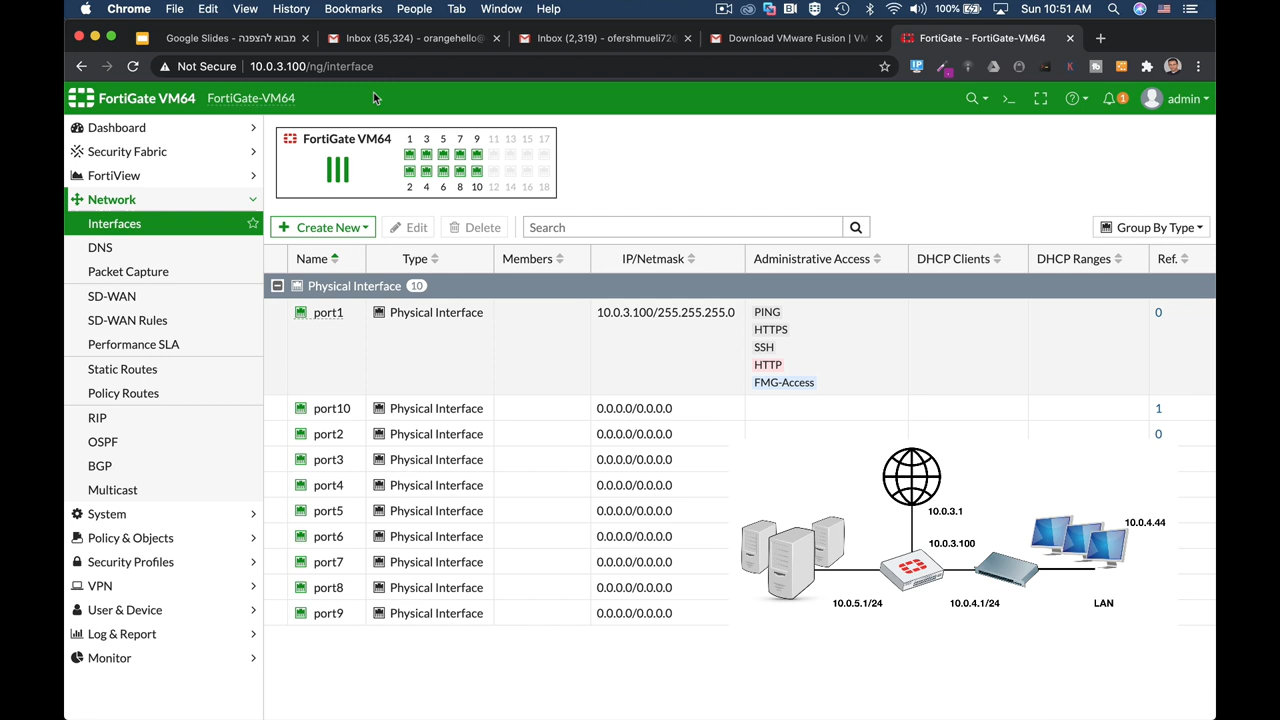 Chrome File Edit View History Bookmarks People Tab Window Help 100% Sun 10:51 AM
Google Slides - מבוא להצפנה
Inbox (35,324) - orangehello@
Inbox (2,319) - ofershmueli72
Download VMware Fusion | VM
FortiGate - FortiGate-VM64
Not Secure | 10.0.3.100/ng/interface
FortiGate VM64 FortiGate-VM64 1 admin
Dashboard
Security Fabric
FortiView
Network
Interfaces
DNS
Packet Capture
SD-WAN
SD-WAN Rules
Performance SLA
Static Routes
Policy Routes
RIP
OSPF
BGP
Multicast
System
Policy & Objects
Security Profiles
VPN
User & Device
Log & Report
Monitor
FortiGate VM64 1 3 5 7 9 11 13 15 17
2 4 6 8 10 12 14 16 18
Create New Edit Delete Search Group By Type
Name Type Members IP/Netmask Administrative Access DHCP Clients DHCP Ranges Ref.
Physical Interface 10
port1 Physical Interface 10.0.3.100/255.255.255.0 PING 0
HTTPS
SSH
HTTP
FMG-Access
port10 Physical Interface 0.0.0.0/0.0.0.0 1
port2 Physical Interface 0.0.0.0/0.0.0.0 0
port3 Physical Interface 0.0.0.0/0.0.0.0
port4 Physical Interface 0.0.0.0/0.0.0.0
port5 Physical Interface 0.0.0.0/0.0.0.0
port6 Physical Interface 0.0.0.0/0.0.0.0
port7 Physical Interface 0.0.0.0/0.0.0.0
port8 Physical Interface 0.0.0.0/0.0.0.0
port9 Physical Interface 0.0.0.0/0.0.0.0
10.0.3.1
10.0.4.44
10.0.3.100
10.0.5.1/24 10.0.4.1/24 LAN